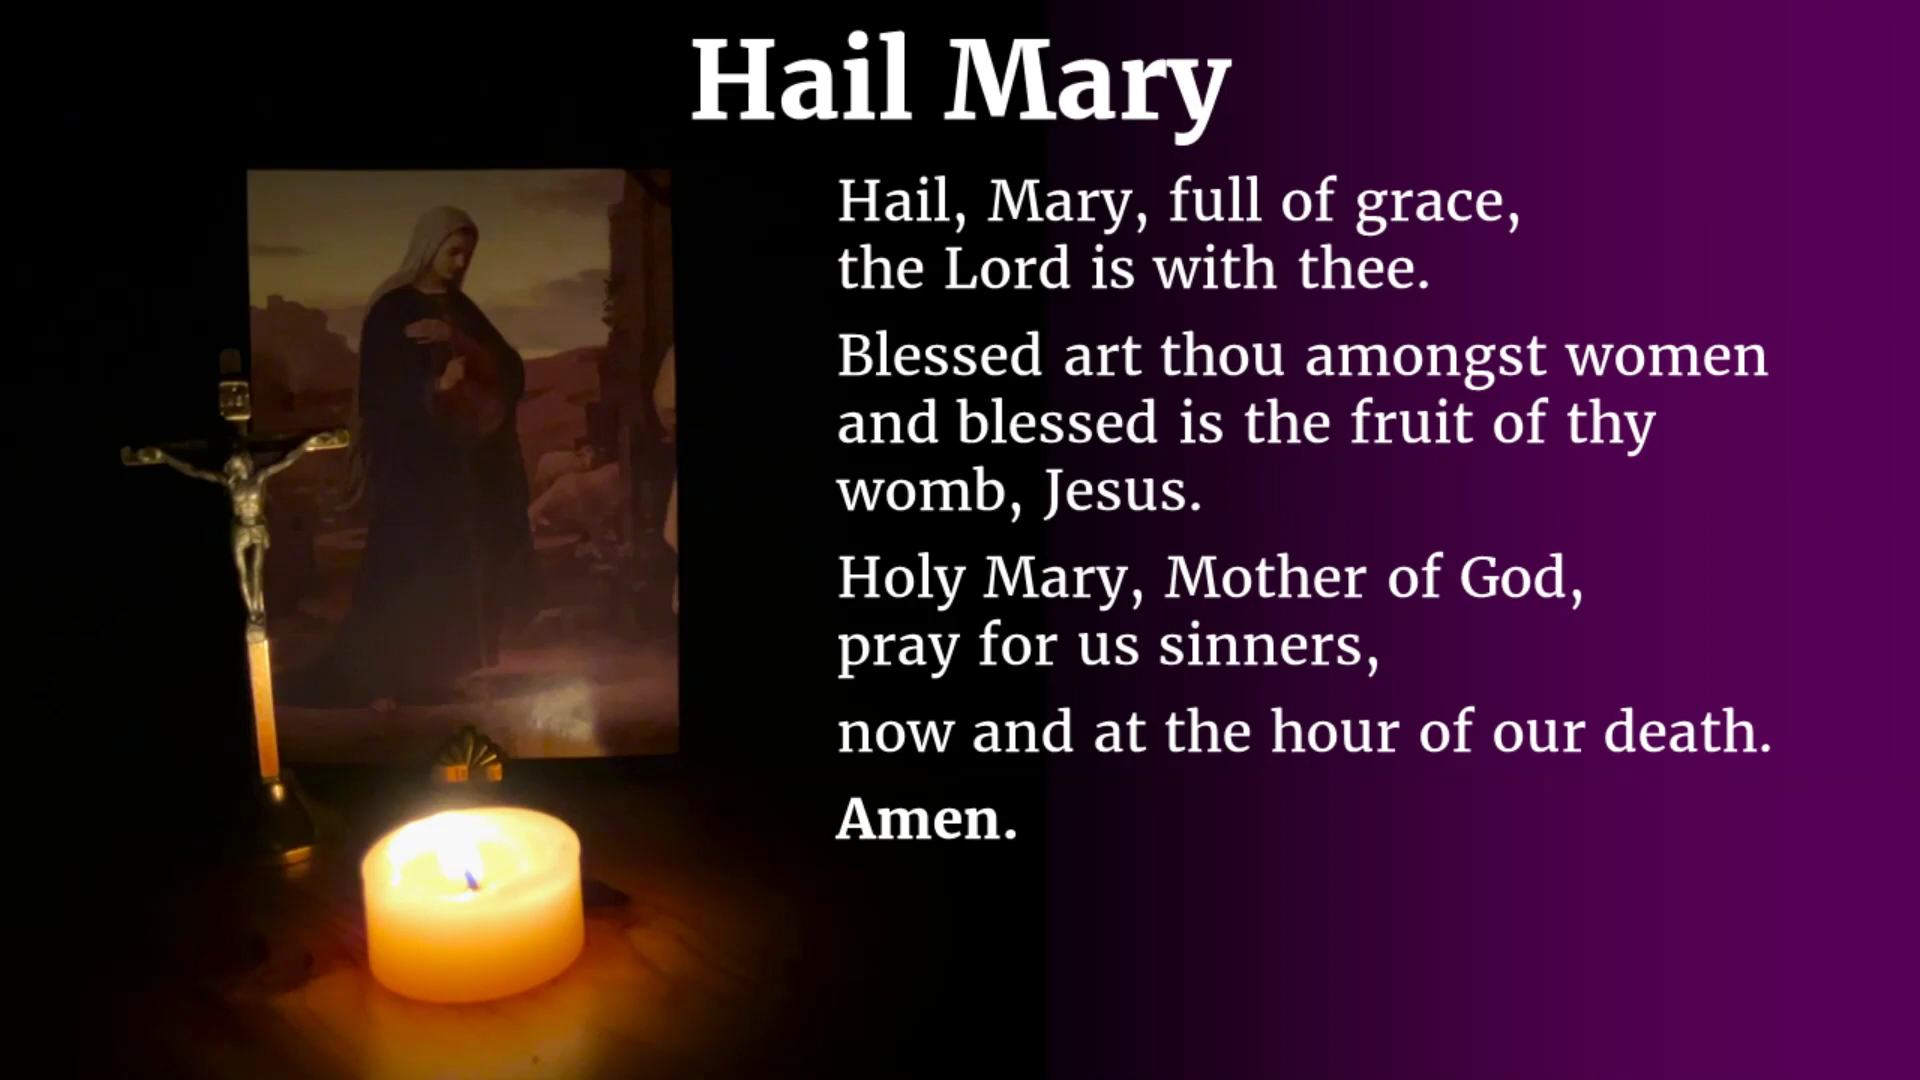 Hail Mary
Hail, Mary, full of grace,
the Lord is with thee.
Blessed art thou amongst women
and blessed is the fruit of thy
womb, Jesus.
Holy Mary, Mother of God,
pray for us sinners,
now and at the hour of our death.
Amen.